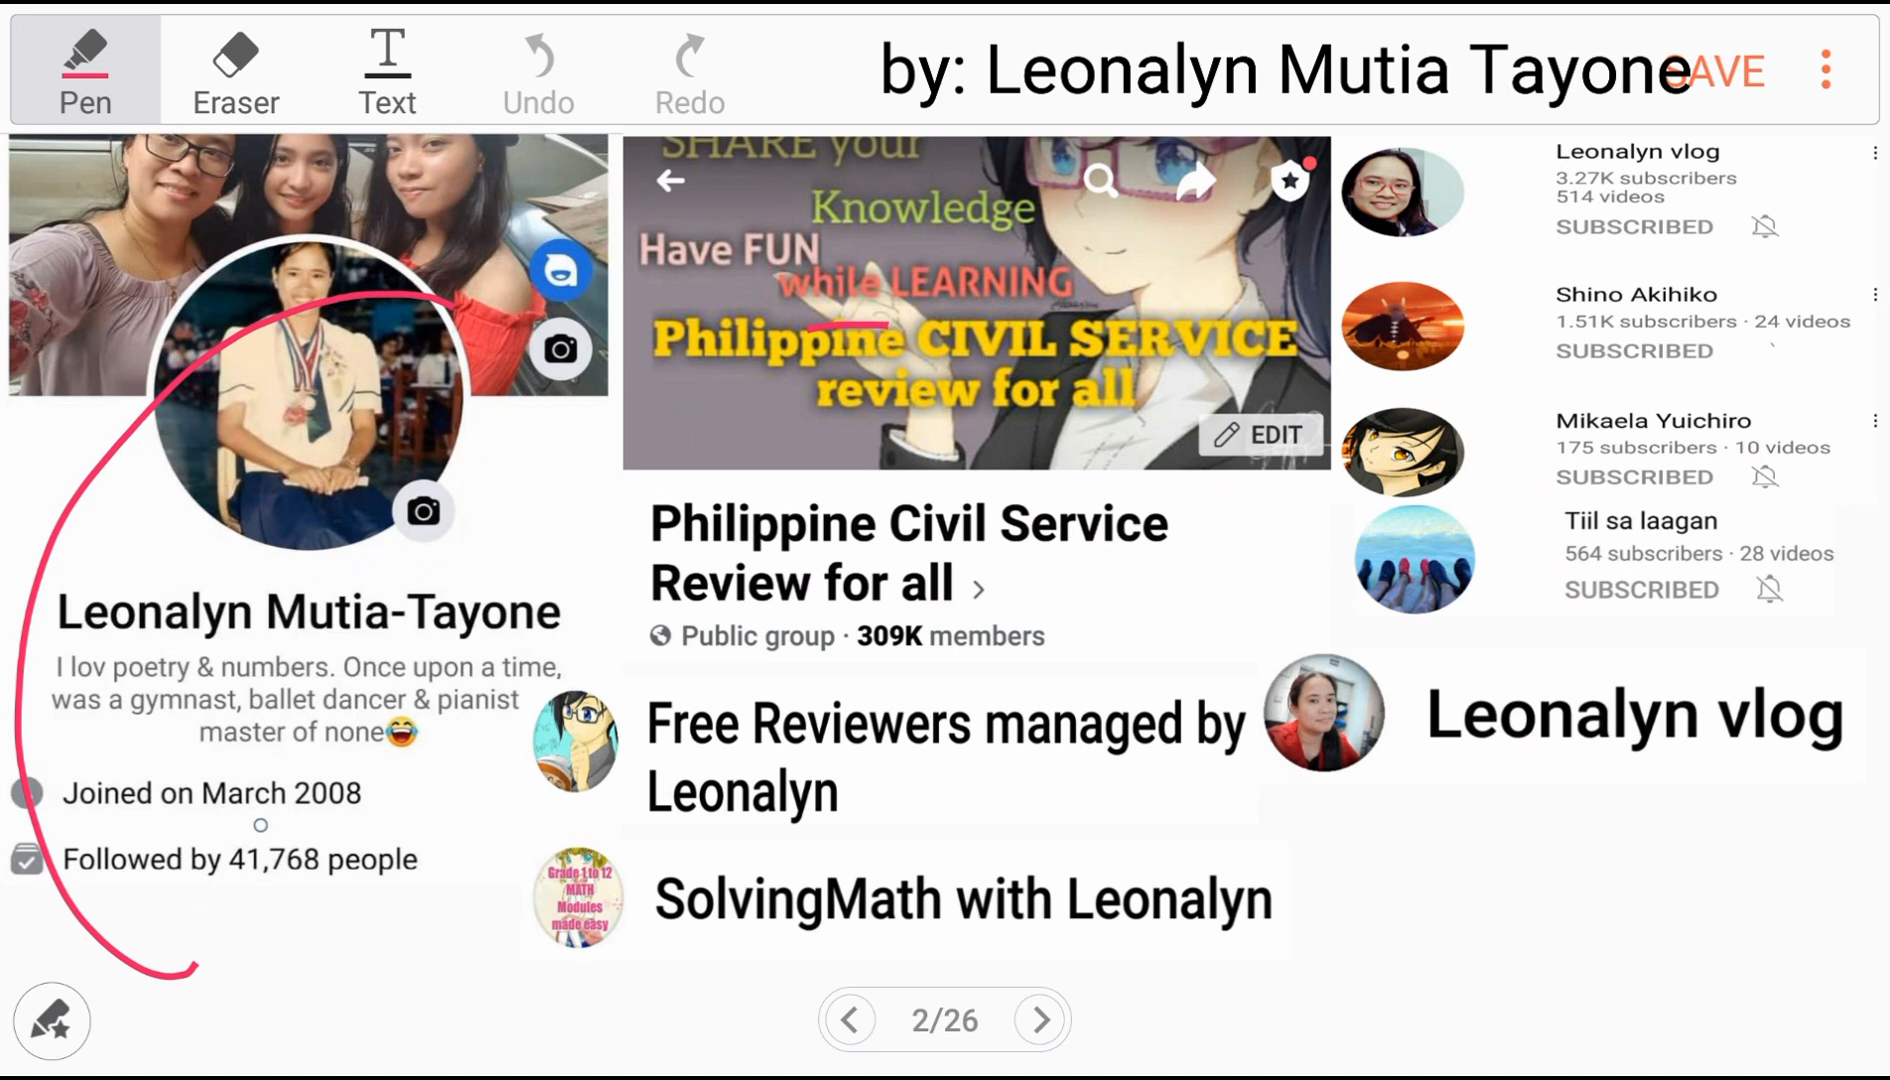 Pen
Eraser
Text
Undo
Redo
by: Leonalyn Mutia Tayone
SAVE
SHARE your
Knowledge
Have FUN
while LEARNING
Philippine CIVIL SERVICE
review for all
EDIT
Leonalyn Mutia-Tayone
I lov poetry & numbers. Once upon a time,
was a gymnast, ballet dancer & pianist
master of none😂
Joined on March 2008
Followed by 41,768 people
Philippine Civil Service
Review for all >
Public group · 309K members
Free Reviewers managed by
Leonalyn
Grade 1 to 12
MATH
Modules
made easy
SolvingMath with Leonalyn
Leonalyn vlog
3.27K subscribers
514 videos
SUBSCRIBED
Shino Akihiko
1.51K subscribers · 24 videos
SUBSCRIBED
Mikaela Yuichiro
175 subscribers · 10 videos
SUBSCRIBED
Tiil sa laagan
564 subscribers · 28 videos
SUBSCRIBED
Leonalyn vlog
2/26